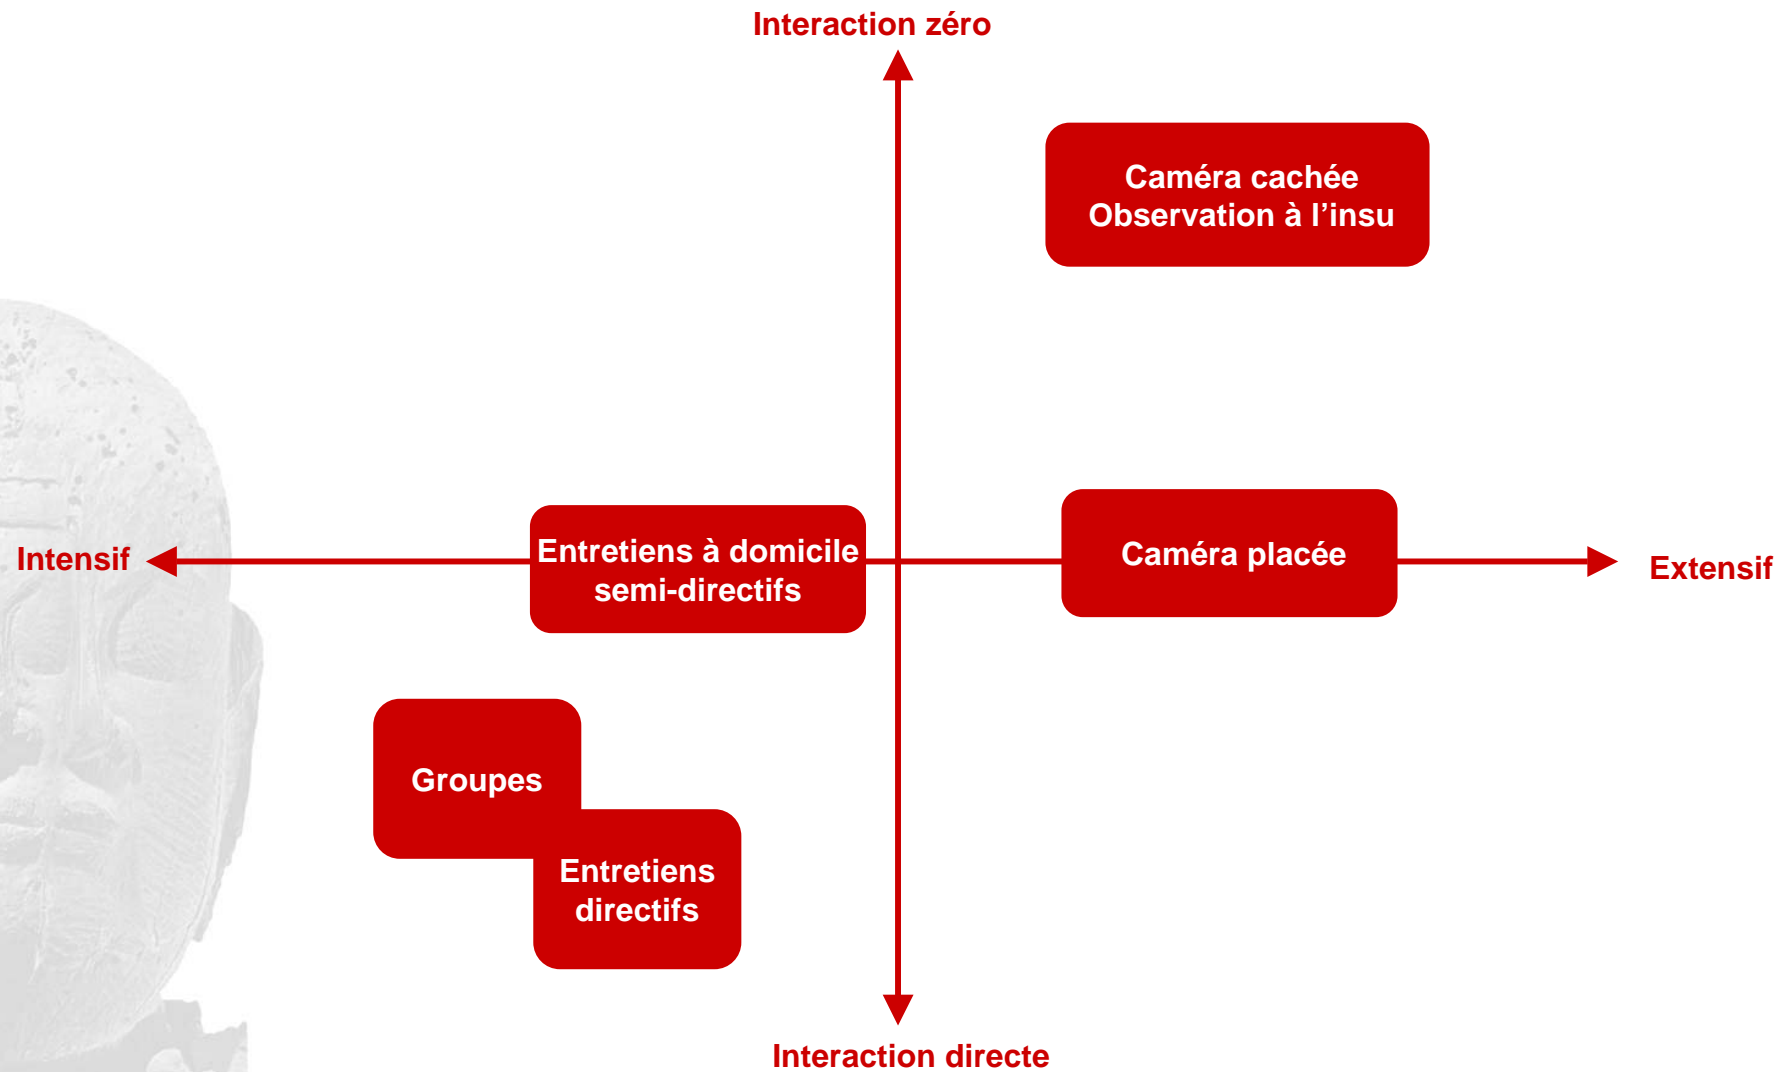 Interaction zéro
Caméra cachée
Observation à l’insu
Intensif
Entretiens à domicile
semi-directifs
Caméra placée
Extensif
Groupes
Entretiens
directifs
Interaction directe